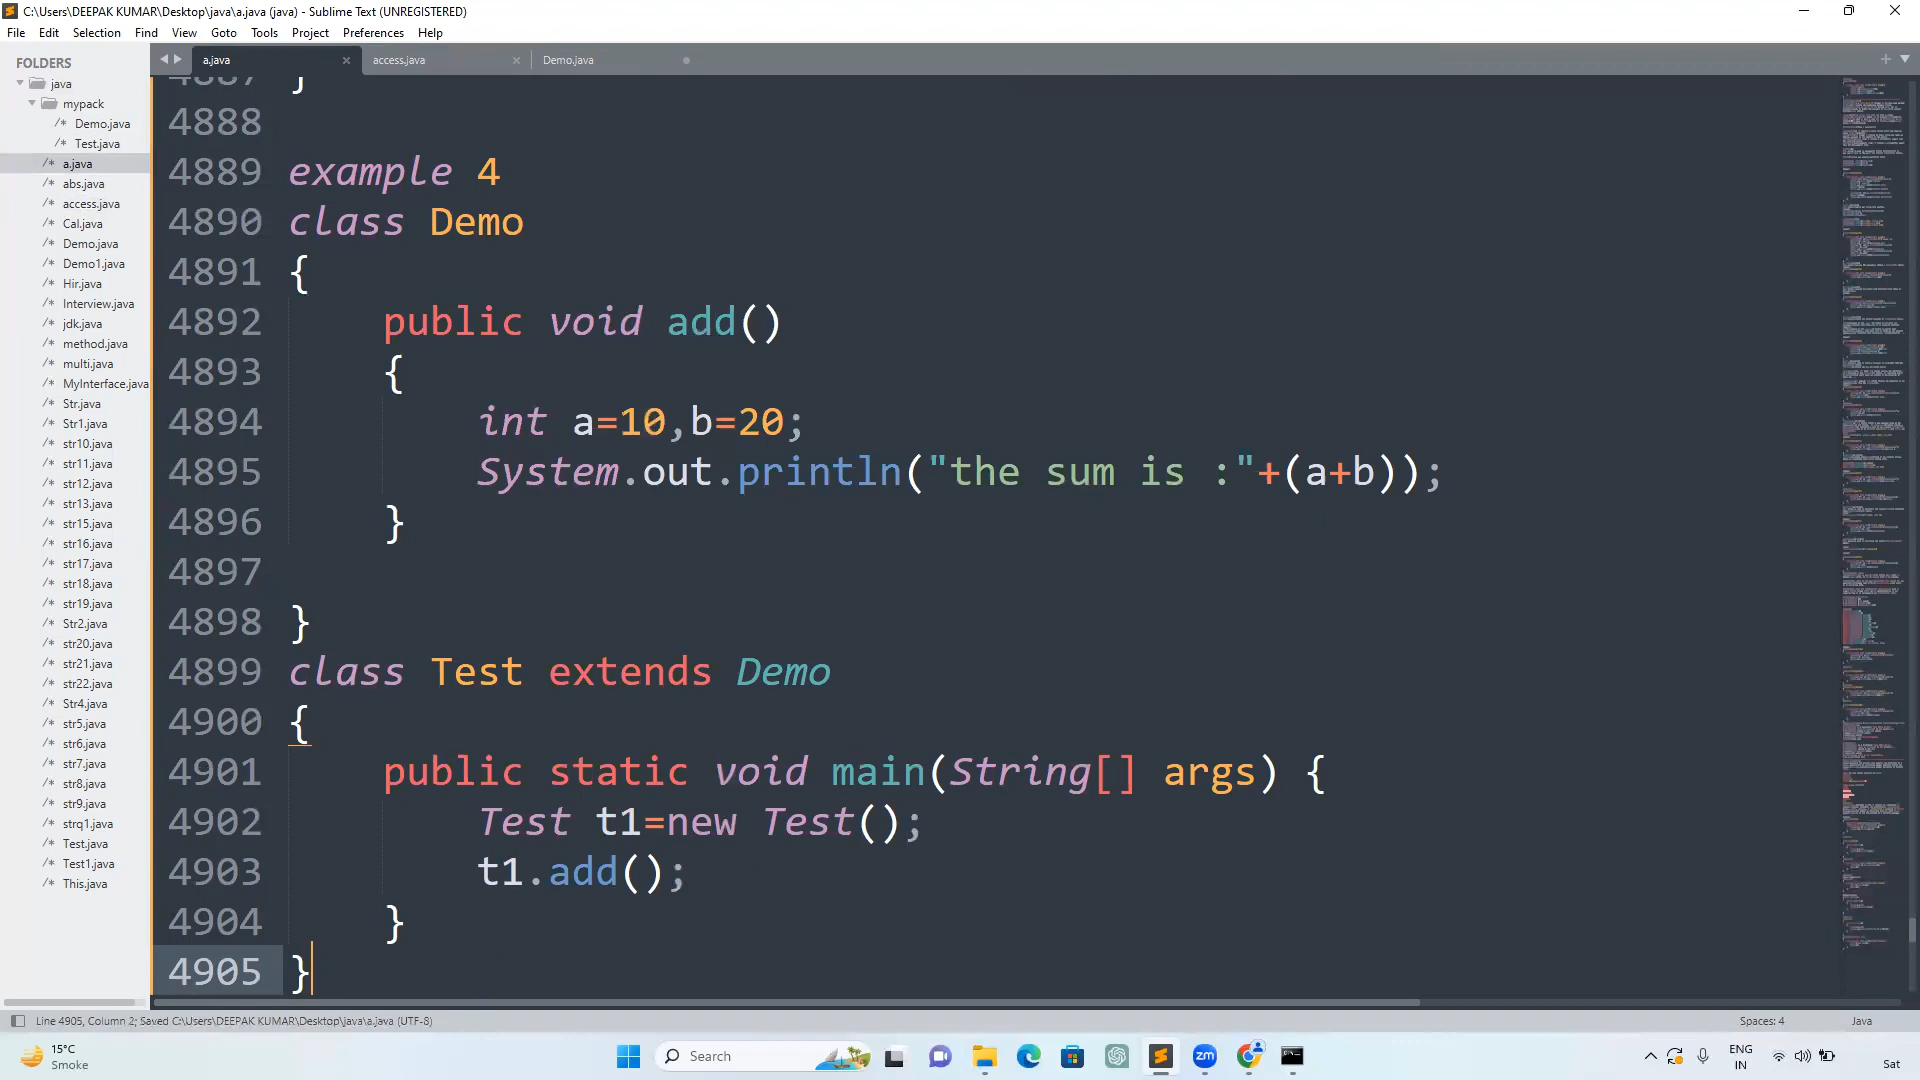 C:\Users\DEEPAK KUMAR\Desktop\java\a.java (java) - Sublime Text (UNREGISTERED)
File Edit Selection Find View Goto Tools Project Preferences Help
FOLDERS
java
mypack
/* Demo.java
/* Test.java
/* a.java
/* abs.java
/* access.java
/* Cal.java
/* Demo.java
/* Demo1.java
/* Hir.java
/* Interview.java
/* jdk.java
/* method.java
/* multi.java
/* MyInterface.java
/* Str.java
/* Str1.java
/* str10.java
/* str11.java
/* str12.java
/* str13.java
/* str15.java
/* str16.java
/* str17.java
/* str18.java
/* str19.java
/* Str2.java
/* str20.java
/* str21.java
/* str22.java
/* Str4.java
/* str5.java
/* str6.java
/* str7.java
/* str8.java
/* str9.java
/* strq1.java
/* Test.java
/* Test1.java
/* This.java
a.java access.java Demo.java
4887 }
4888
4889 example 4
4890 class Demo
4891 {
4892 public void add()
4893 {
4894 int a=10,b=20;
4895 System.out.println("the sum is :"+(a+b));
4896 }
4897
4898 }
4899 class Test extends Demo
4900 {
4901 public static void main(String[] args) {
4902 Test t1=new Test();
4903 t1.add();
4904 }
4905 }
Line 4905, Column 2; Saved C:\Users\DEEPAK KUMAR\Desktop\java\a.java (UTF-8) Spaces: 4 Java
15°C
Smoke
Search
zm
ENG
IN
Sat